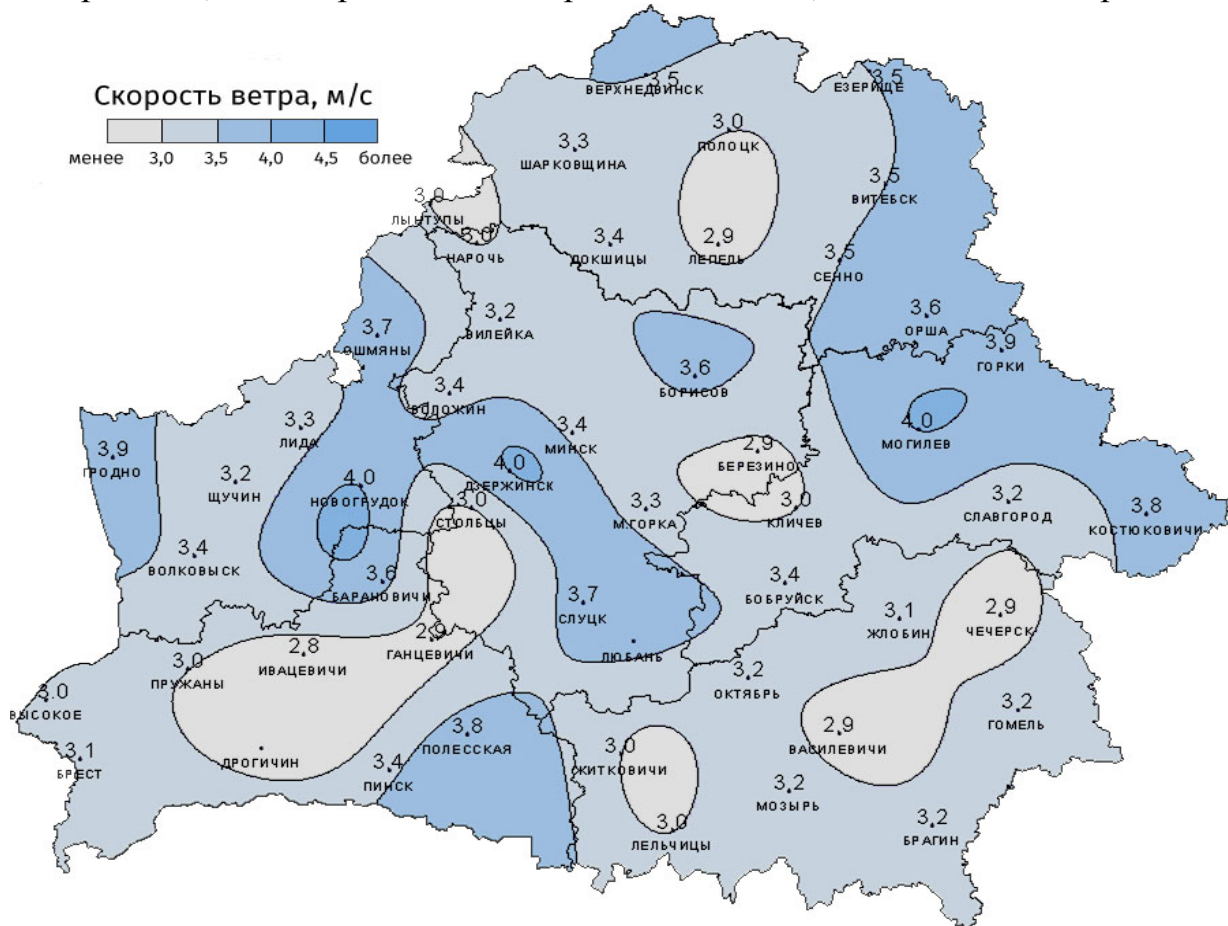 Скорость ветра, м/с
менее 3,0 3,5 4,0 4,5 более
3,5
ВЕРХНЕДВИНСК
3,5
ЕЗЕРИЩЕ
3,3
ШАРКОВЩИНА
3,0
ПОЛОЦК
3,5
ВИТЕБСК
3,0
ЛЫНТУПЫ
3,0
НАРОЧЬ
3,4
ДОКШИЦЫ
2,9
ЛЕПЕЛЬ
3,5
СЕННО
3,2
ВИЛЕЙКА
3,7
ОШМЯНЫ
3,6
ОРША
3,9
ГОРКИ
3,6
БОРИСОВ
3,4
ВОЛОЖИН
3,3
ЛИДА
3,4
МИНСК
4,0
МОГИЛЕВ
3,9
ГРОДНО
3,2
ЩУЧИН
4,0
НОВОГРУДОК
4,0
ДЗЕРЖИНСК
2,9
БЕРЕЗИНО
3,0
СТОЛЬЦЫ
3,3
М.ГОРКА
3,0
КЛИЧЕВ
3,2
СЛАВГОРОД
3,8
КОСТЮКОВИЧИ
3,4
ВОЛКОВЫСК
3,6
БАРАНОВИЧИ
3,7
СЛУЦК
3,4
БОБРУЙСК
3,1
ЖЛОБИН
2,9
ЧЕЧЕРСК
2,8
ИВАЦЕВИЧИ
2,9
ГАНЦЕВИЧИ
ЛЮБАНЬ
3,0
ПРУЖАНЫ
3,2
ОКТЯБРЬ
3,0
ВЫСОКОЕ
3,2
ГОМЕЛЬ
3,8
ПОЛЕССКАЯ
2,9
ВАСИЛЕВИЧИ
3,1
БРЕСТ
ДРОГИЧИН
3,4
ПИНСК
3,0
ЖИТКОВИЧИ
3,2
МОЗЫРЬ
3,0
ЛЕЛЬЧИЦЫ
3,2
БРАГИН